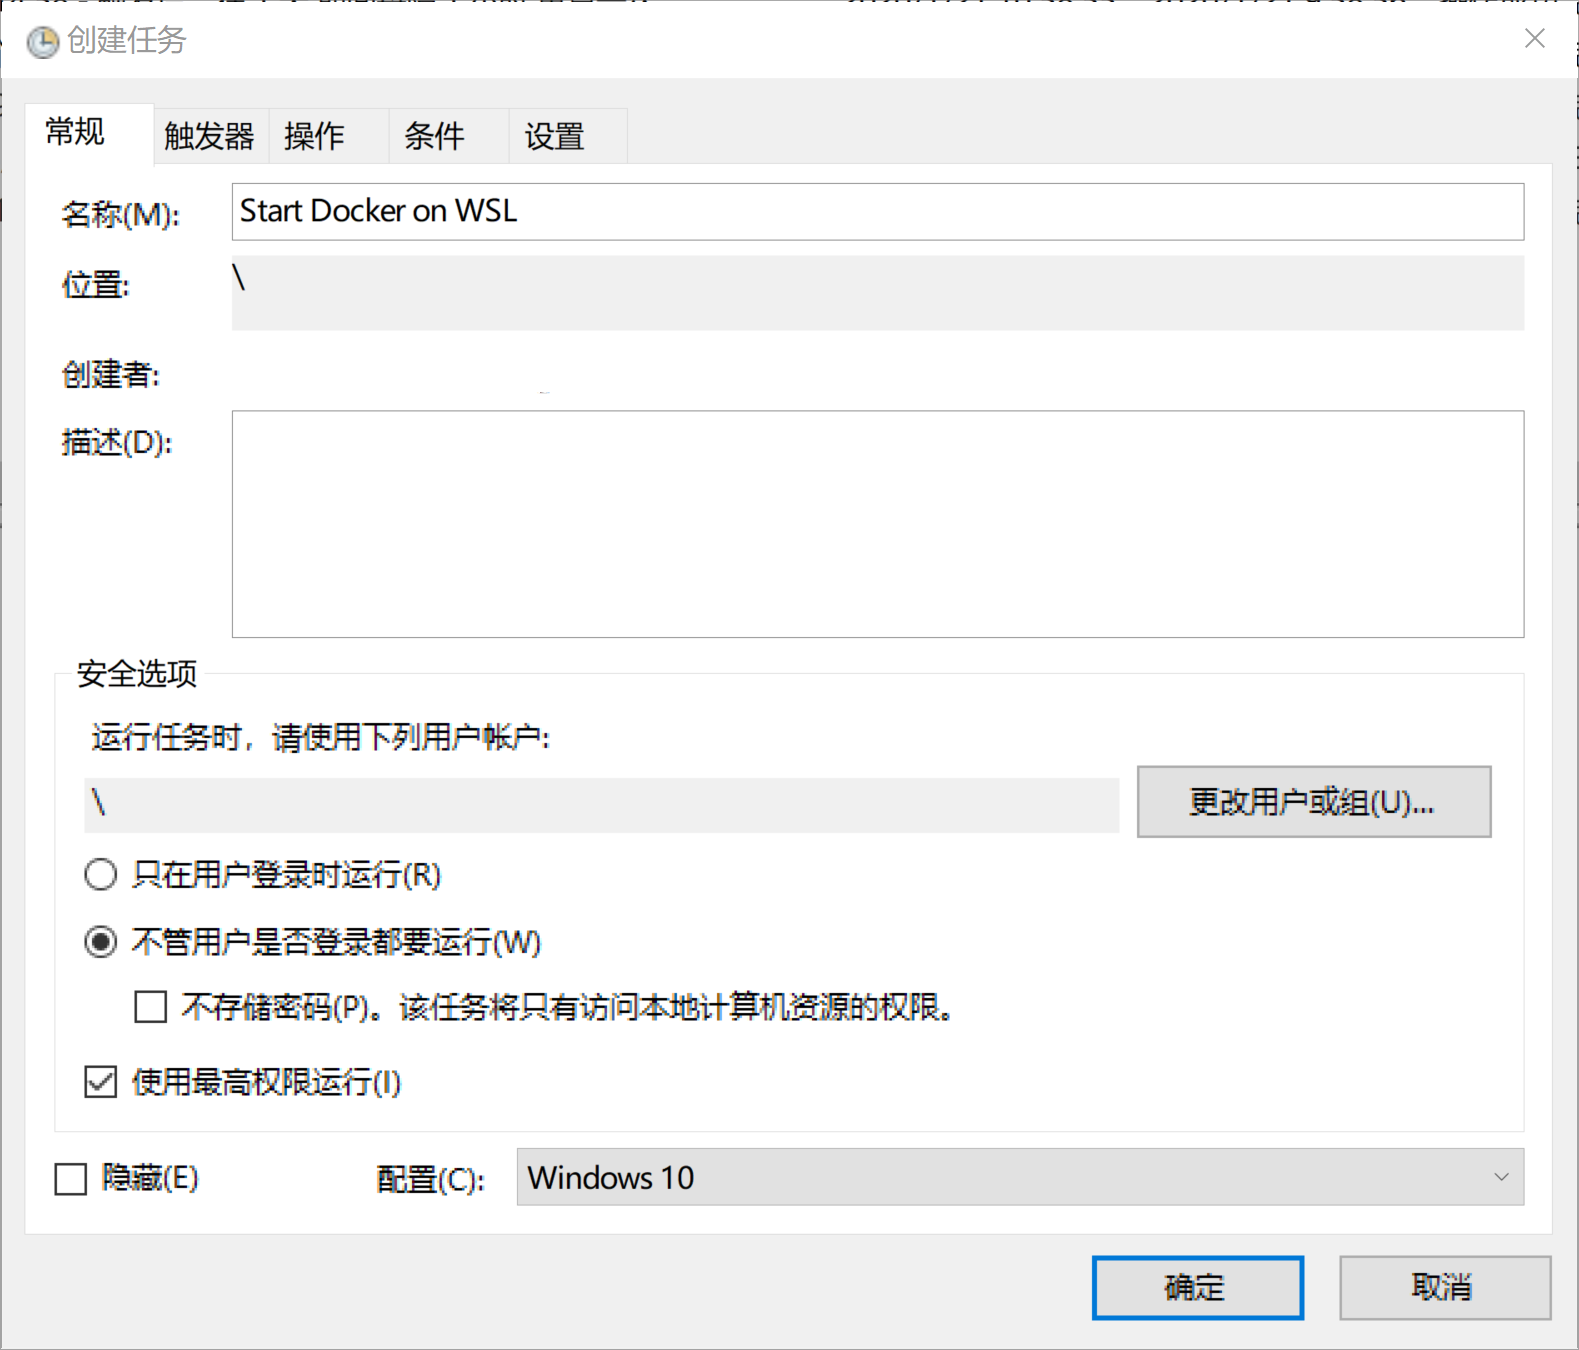 创建任务
常规
触发器
操作
条件
设置
名称(M): Start Docker on WSL
位置: \
创建者:
描述(D):
安全选项
运行任务时，请使用下列用户帐户:
\
更改用户或组(U)...
只在用户登录时运行(R)
不管用户是否登录都要运行(W)
不存储密码(P)。该任务将只有访问本地计算机资源的权限。
使用最高权限运行(I)
隐藏(E)
配置(C): Windows 10
确定
取消